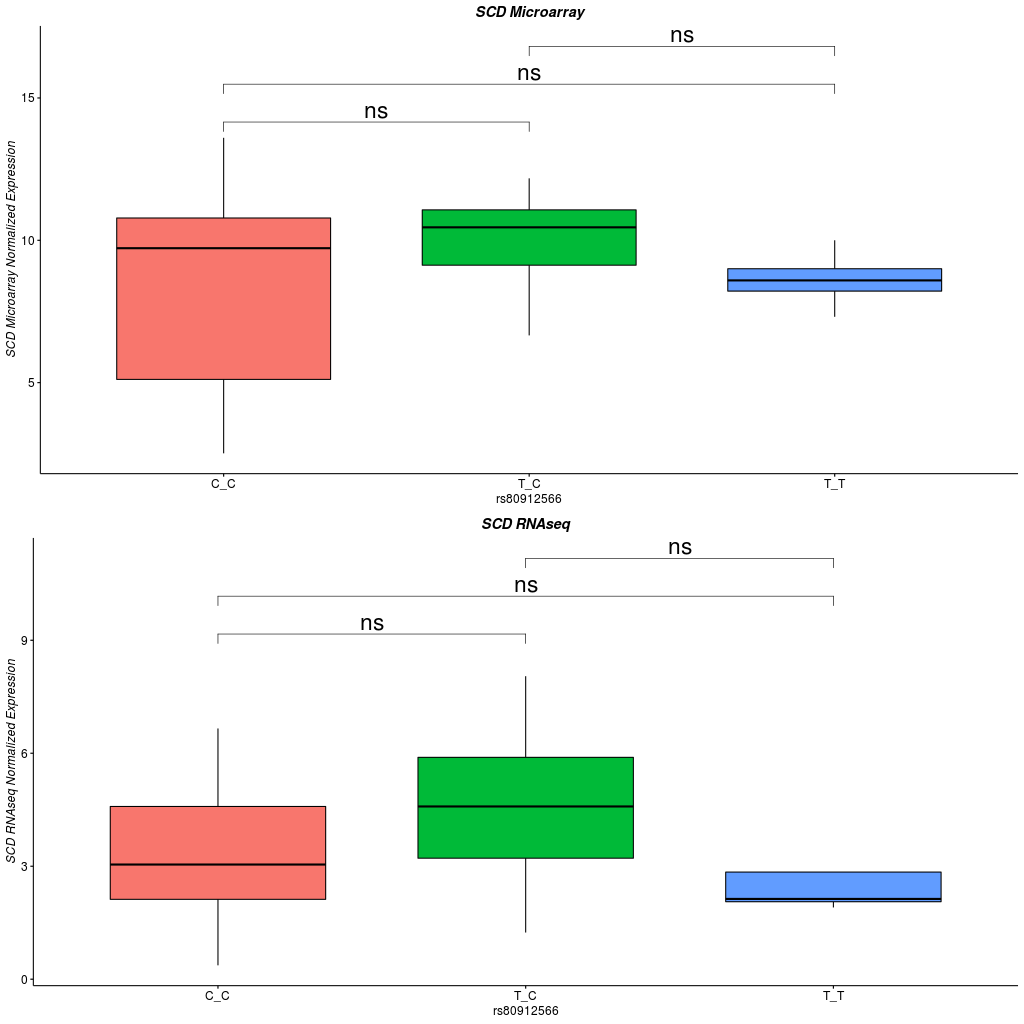 SCD Microarray
ns
ns
ns
15
10
5
SCD Microarray Normalized Expression
C_C T_C T_T
rs80912566
SCD RNAseq
ns
ns
ns
9
6
3
0
SCD RNAseq Normalized Expression
C_C T_C T_T
rs80912566